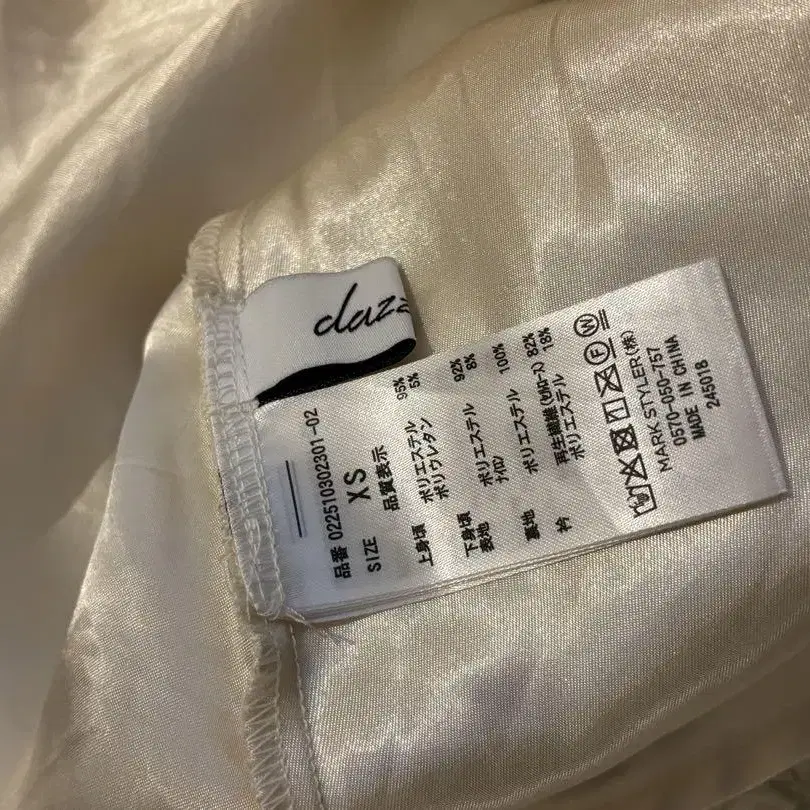 daz
品番 022510302301-02
SIZE XS
品質表示
上身頃 ポリエステル 95%
ポリウレタン 5%
下身頃
表地 ポリエステル 92%
ナイロン 8%
裏地 ポリエステル 100%
衿 再生繊維(セルロース) 82%
ポリエステル 18%
MARK STYLER(株)
0570-050-757
MADE IN CHINA
245018